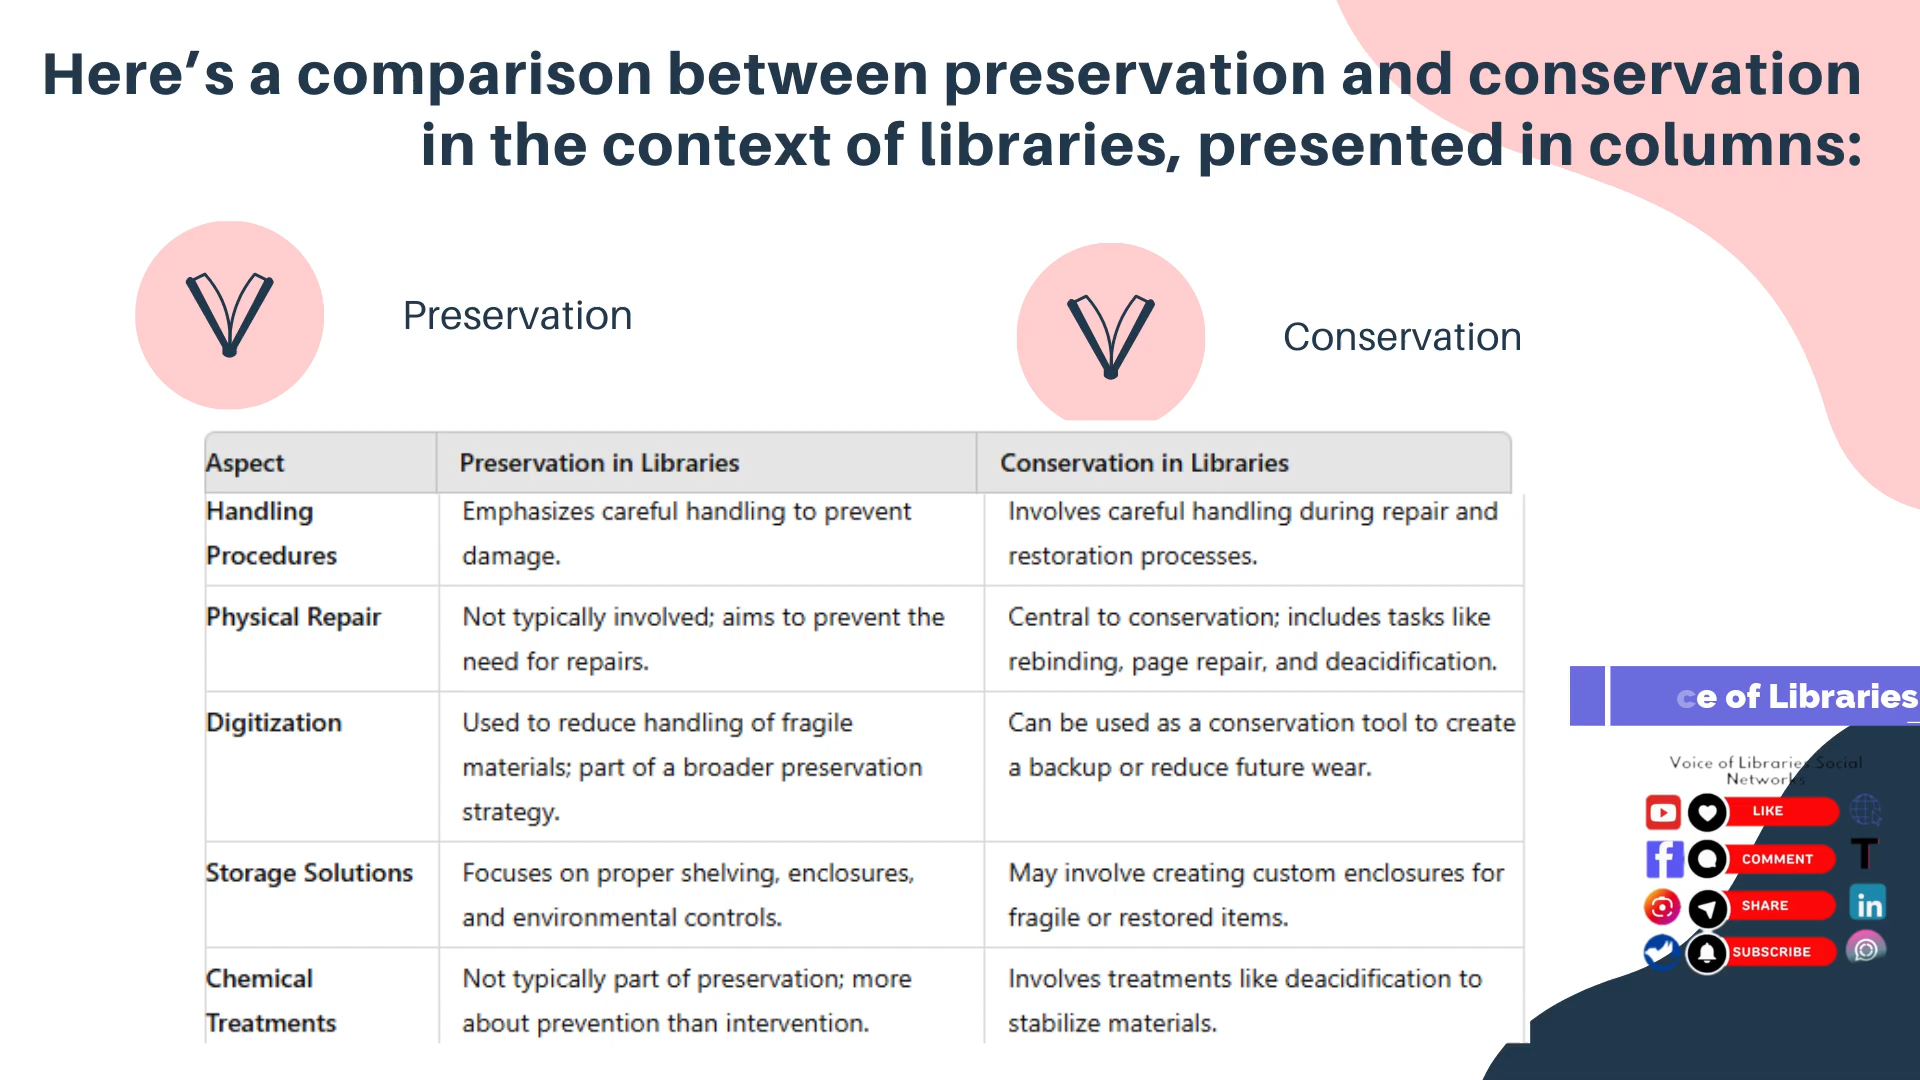 Here’s a comparison between preservation and conservation
in the context of libraries, presented in columns:
Preservation
Conservation
Aspect
Preservation in Libraries
Conservation in Libraries
Handling
Procedures
Emphasizes careful handling to prevent
damage.
Involves careful handling during repair and
restoration processes.
Physical Repair
Not typically involved; aims to prevent the
need for repairs.
Central to conservation; includes tasks like
rebinding, page repair, and deacidification.
Digitization
Used to reduce handling of fragile
materials; part of a broader preservation
strategy.
Can be used as a conservation tool to create
a backup or reduce future wear.
Storage Solutions
Focuses on proper shelving, enclosures,
and environmental controls.
May involve creating custom enclosures for
fragile or restored items.
Chemical
Treatments
Not typically part of preservation; more
about prevention than intervention.
Involves treatments like deacidification to
stabilize materials.
ce of Libraries_
Voice of Libraries Social
Networks
LIKE
COMMENT
SHARE
SUBSCRIBE